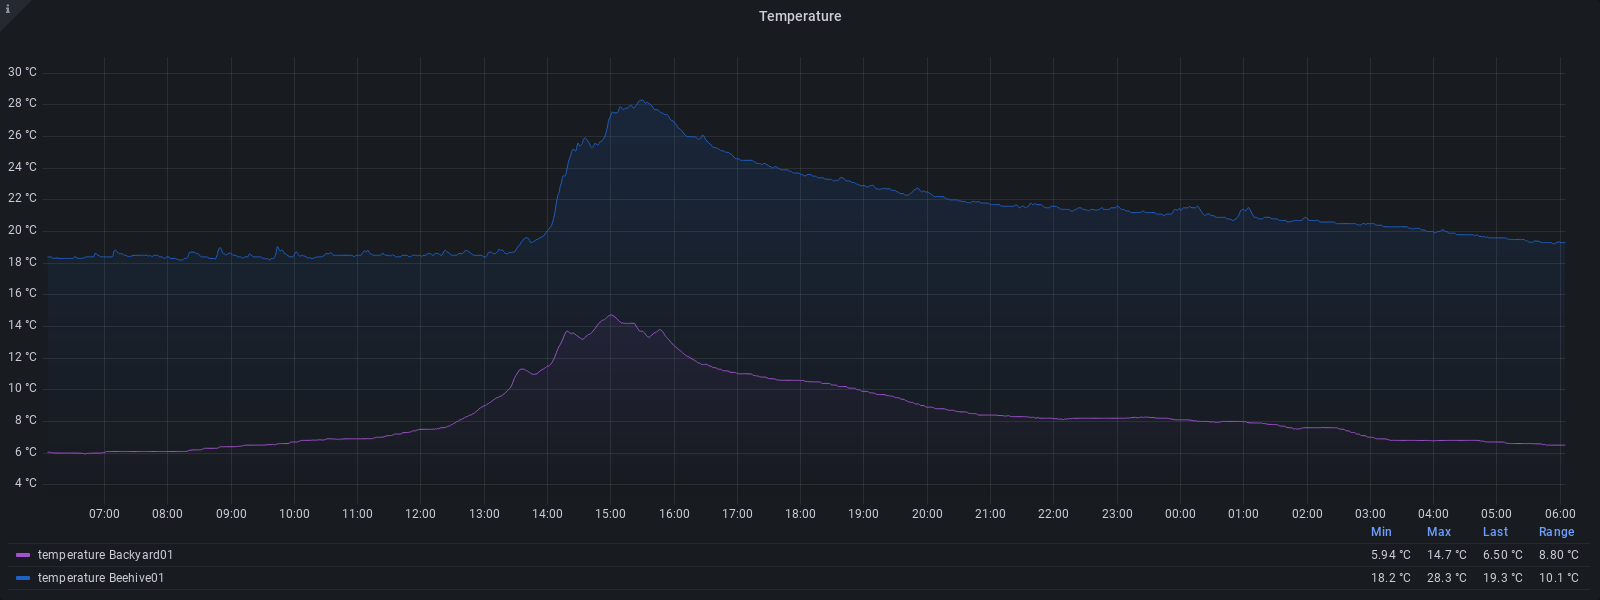 i
Temperature
30 °C
28 °C
26 °C
24 °C
22 °C
20 °C
18 °C
16 °C
14 °C
12 °C
10 °C
8 °C
6 °C
4 °C
07:00 08:00 09:00 10:00 11:00 12:00 13:00 14:00 15:00 16:00 17:00 18:00 19:00 20:00 21:00 22:00 23:00 00:00 01:00 02:00 03:00 04:00 05:00 06:00
Min Max Last Range
temperature Backyard01 5.94 °C 14.7 °C 6.50 °C 8.80 °C
temperature Beehive01 18.2 °C 28.3 °C 19.3 °C 10.1 °C